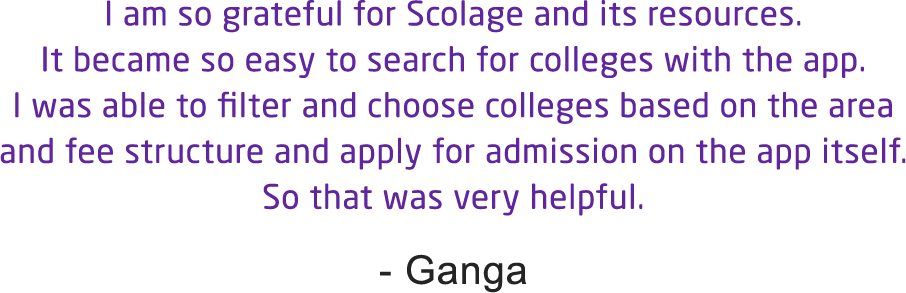 I am so grateful for Scolage and its resources.
It became so easy to search for colleges with the app.
I was able to filter and choose colleges based on the area
and fee structure and apply for admission on the app itself.
So that was very helpful.
- Ganga